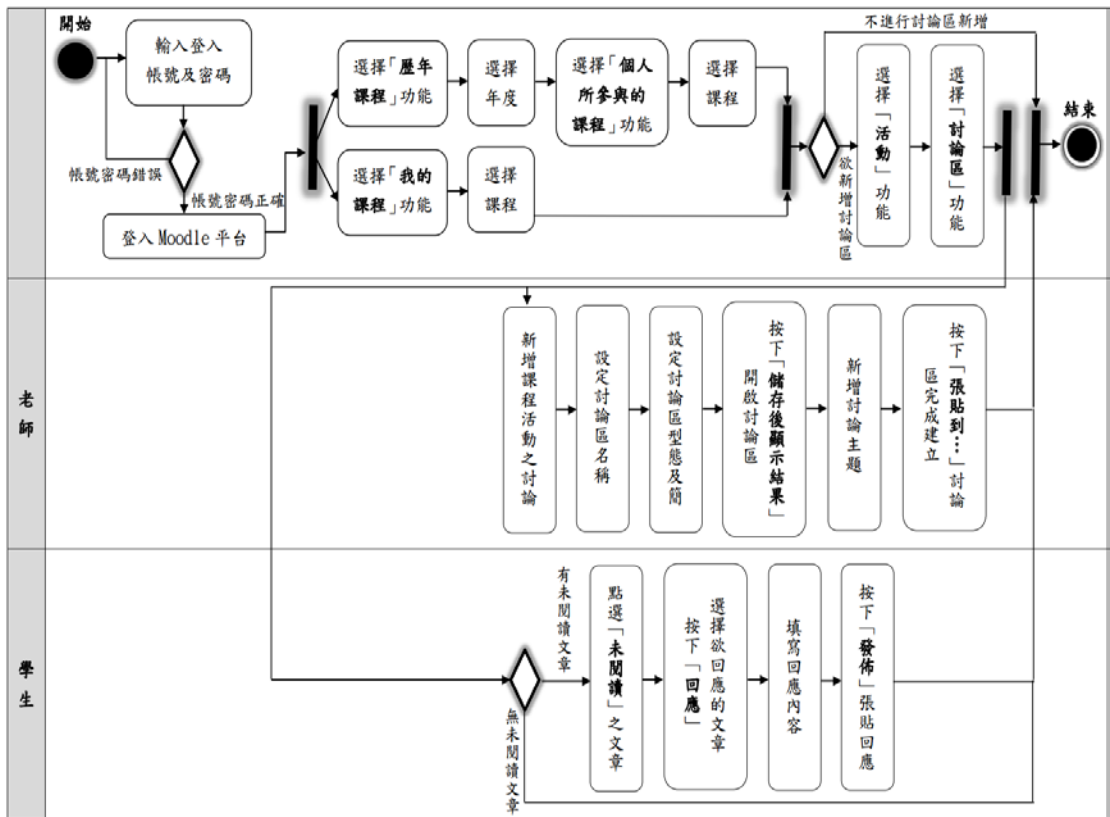 開始
輸入登入
帳號及密碼
帳號密碼錯誤
帳號密碼正確
登入 Moodle 平台
選擇「歷年
課程」功能
選擇
年度
選擇「個人
所參與的
課程」功能
選擇
課程
選擇「我的
課程」功能
選擇
課程
不進行討論區新增
欲新增討論區
選擇「活動」
功能
選擇「討論區」
功能
結束
老師
新增課程活動之討論
設定討論區名稱
設定討論區型態及簡
按下「儲存後顯示結果」
開啟討論區
新增討論主題
按下「張貼到…」討論
區完成建立
學生
有未閱讀文章
無未閱讀文章
點選「未閱讀」之文章
選擇欲回應的文章
按下「回應」
填寫回應內容
按下「發佈」張貼回應